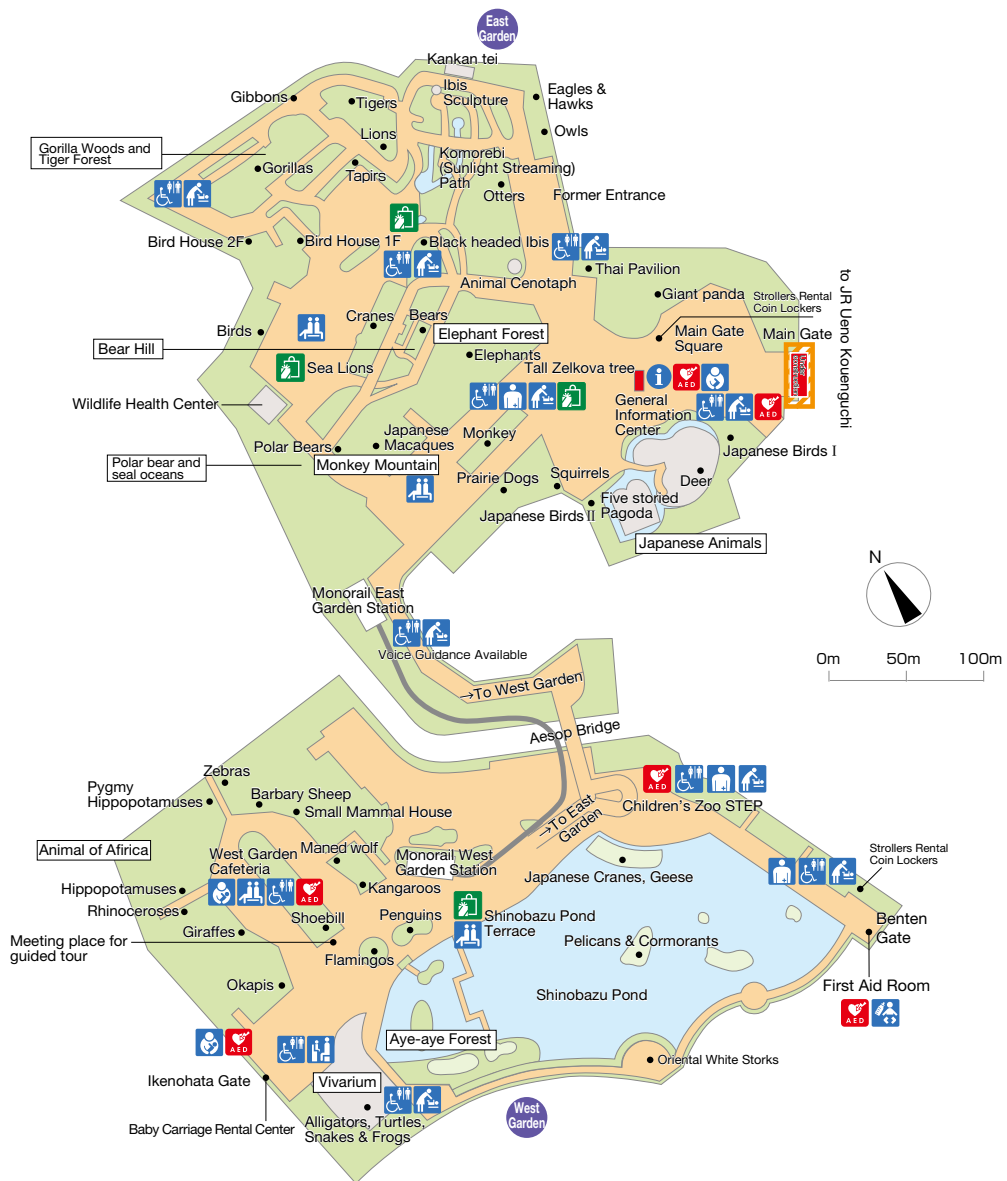 East
Garden
Kankan tei
Ibis
Sculpture
Eagles &
Hawks
Gibbons
Tigers
Owls
Lions
Gorilla Woods and
Tiger Forest
Komorebi
(Sunlight Streaming)
Path
Gorillas
Tapirs
Otters
Former Entrance
Bird House 2F
Bird House 1F
Black headed Ibis
Thai Pavilion
Animal Cenotaph
Giant panda
Strollers Rental
Coin Lockers
to JR Ueno Kouenguchi
Birds
Cranes
Bears
Elephant Forest
Main Gate
Square
Main Gate
Under
construction
Bear Hill
Elephants
Sea Lions
Tall Zelkova tree
AED
Wildlife Health Center
General
Information
Center
AED
Japanese
Macaques
Monkey
Japanese Birds I
Polar Bears
Polar bear and
seal oceans
Monkey Mountain
Prairie Dogs
Squirrels
Deer
Japanese Birds II
Five storied
Pagoda
Japanese Animals
N
Monorail East
Garden Station
Voice Guidance Available
0m
50m
100m
→To West Garden
Aesop Bridge
Zebras
AED
Pygmy
Hippopotamuses
Barbary Sheep
Small Mammal House
Children's Zoo STEP
→To East
Garden
Animal of Afirica
West Garden
Cafeteria
Maned wolf
Monorail West
Garden Station
Strollers Rental
Coin Lockers
Japanese Cranes, Geese
Hippopotamuses
AED
Kangaroos
Rhinoceroses
Shoebill
Penguins
Shinobazu Pond
Terrace
Benten
Gate
Giraffes
Meeting place for
guided tour
Flamingos
Pelicans & Cormorants
Okapis
Shinobazu Pond
First Aid Room
AED
AED
Aye-aye Forest
Oriental White Storks
Ikenohata Gate
Vivarium
Baby Carriage Rental Center
Alligators, Turtles,
Snakes & Frogs
West
Garden